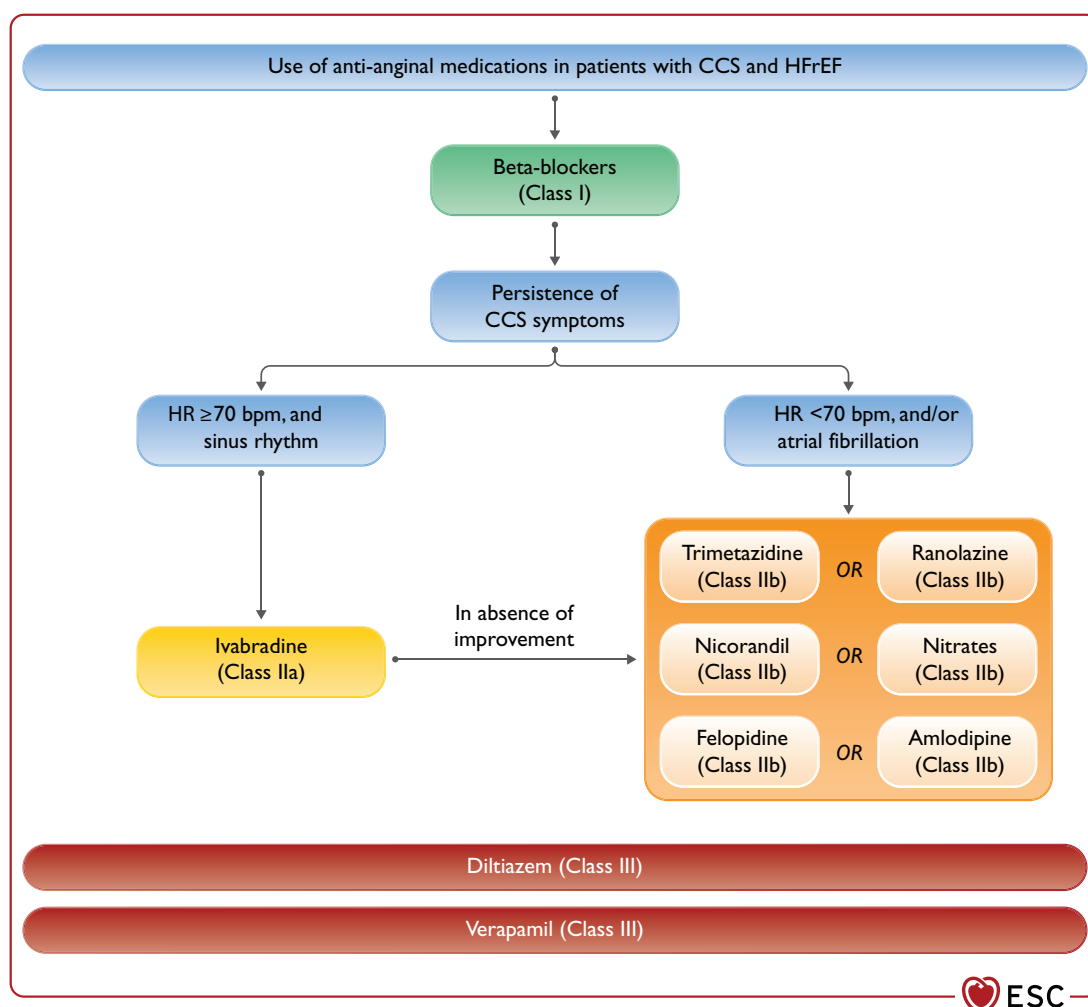 Use of anti-anginal medications in patients with CCS and HFrEF
Beta-blockers
(Class I)
Persistence of
CCS symptoms
HR ≥70 bpm, and
sinus rhythm
HR <70 bpm, and/or
atrial fibrillation
Trimetazidine
(Class IIb)
OR
Ranolazine
(Class IIb)
In absence of
improvement
Ivabradine
(Class IIa)
Nicorandil
(Class IIb)
OR
Nitrates
(Class IIb)
Felopidine
(Class IIb)
OR
Amlodipine
(Class IIb)
Diltiazem (Class III)
Verapamil (Class III)
ESC